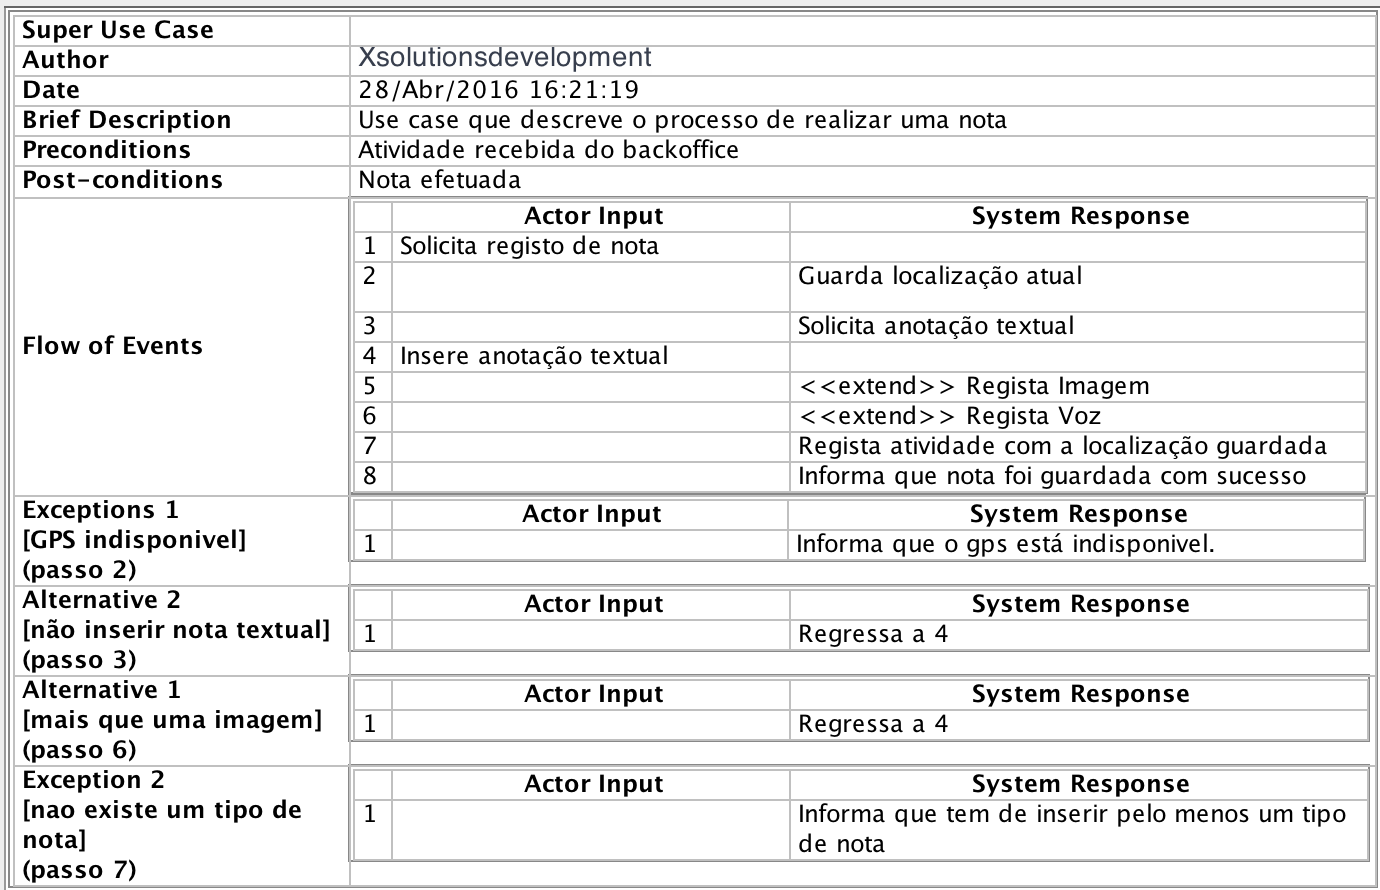 Super Use Case
Author Xsolutionsdevelopment
Date 28/Abr/2016 16:21:19
Brief Description Use case que descreve o processo de realizar uma nota
Preconditions Atividade recebida do backoffice
Post-conditions Nota efetuada
Flow of Events
Actor Input System Response
1 Solicita registo de nota
2 Guarda localização atual
3 Solicita anotação textual
4 Insere anotação textual
5 <<extend>> Regista Imagem
6 <<extend>> Regista Voz
7 Regista atividade com a localização guardada
8 Informa que nota foi guardada com sucesso
Exceptions 1
[GPS indisponivel]
(passo 2)
Actor Input System Response
1 Informa que o gps está indisponivel.
Alternative 2
[não inserir nota textual]
(passo 3)
Actor Input System Response
1 Regressa a 4
Alternative 1
[mais que uma imagem]
(passo 6)
Actor Input System Response
1 Regressa a 4
Exception 2
[nao existe um tipo de
nota]
(passo 7)
Actor Input System Response
1 Informa que tem de inserir pelo menos um tipo
de nota